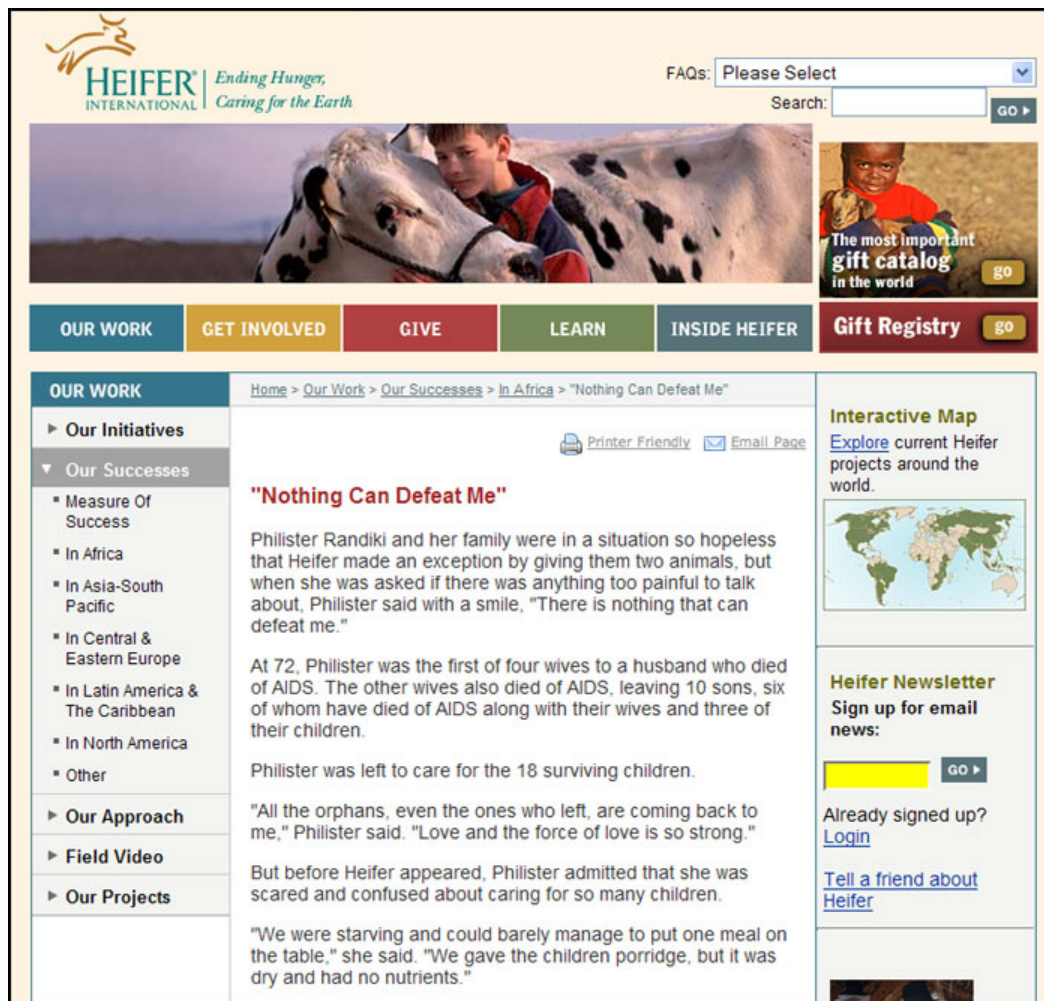 HEIFER®
INTERNATIONAL
Ending Hunger,
Caring for the Earth
FAQs: Please Select
Search: GO
The most important
gift catalog
in the world
go
OUR WORK
GET INVOLVED
GIVE
LEARN
INSIDE HEIFER
Gift Registry go
OUR WORK
Our Initiatives
Our Successes
Measure Of
Success
In Africa
In Asia-South
Pacific
In Central &
Eastern Europe
In Latin America &
The Caribbean
In North America
Other
Our Approach
Field Video
Our Projects
Home > Our Work > Our Successes > In Africa > "Nothing Can Defeat Me"
Printer Friendly Email Page
"Nothing Can Defeat Me"
Philister Randiki and her family were in a situation so hopeless
that Heifer made an exception by giving them two animals, but
when she was asked if there was anything too painful to talk
about, Philister said with a smile, "There is nothing that can
defeat me."
At 72, Philister was the first of four wives to a husband who died
of AIDS. The other wives also died of AIDS, leaving 10 sons, six
of whom have died of AIDS along with their wives and three of
their children.
Philister was left to care for the 18 surviving children.
"All the orphans, even the ones who left, are coming back to
me," Philister said. "Love and the force of love is so strong."
But before Heifer appeared, Philister admitted that she was
scared and confused about caring for so many children.
"We were starving and could barely manage to put one meal on
the table," she said. "We gave the children porridge, but it was
dry and had no nutrients."
Interactive Map
Explore current Heifer
projects around the
world.
Heifer Newsletter
Sign up for email
news:
GO
Already signed up?
Login
Tell a friend about
Heifer